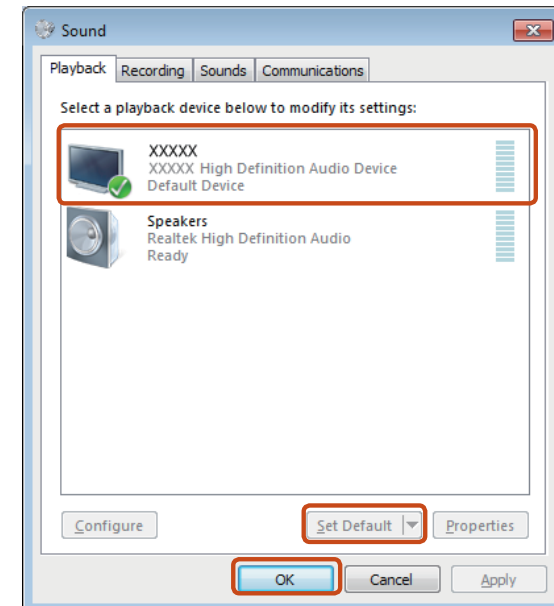 Sound
Playback Recording Sounds Communications
Select a playback device below to modify its settings:
XXXXX
XXXXX High Definition Audio Device
Default Device
Speakers
Realtek High Definition Audio
Ready
Configure Set Default Properties
OK Cancel Apply